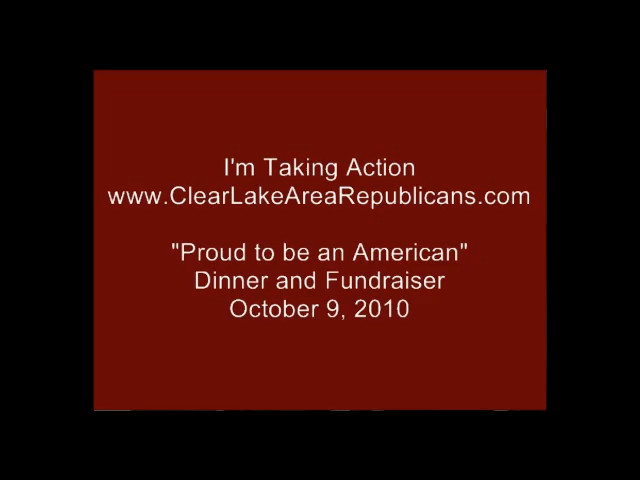 I'm Taking Action
www.ClearLakeAreaRepublicans.com
"Proud to be an American"
Dinner and Fundraiser
October 9, 2010